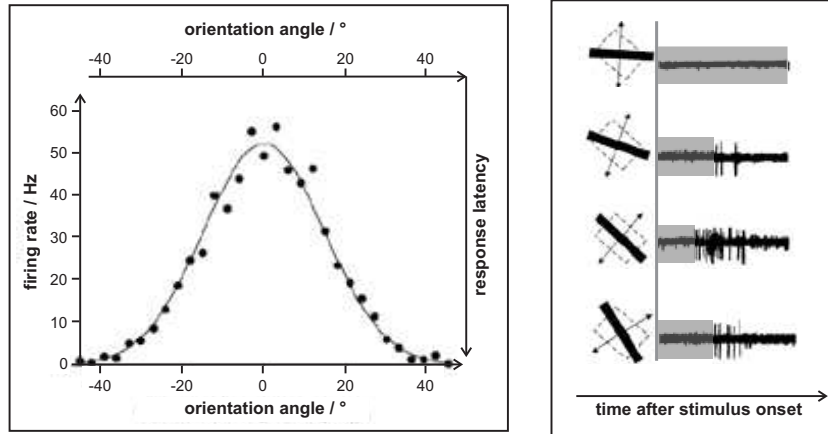 orientation angle / °
-40 -20 0 20 40
60
50
40
30
20
10
0
firing rate / Hz
response latency
-40 -20 0 20 40
orientation angle / °
time after stimulus onset